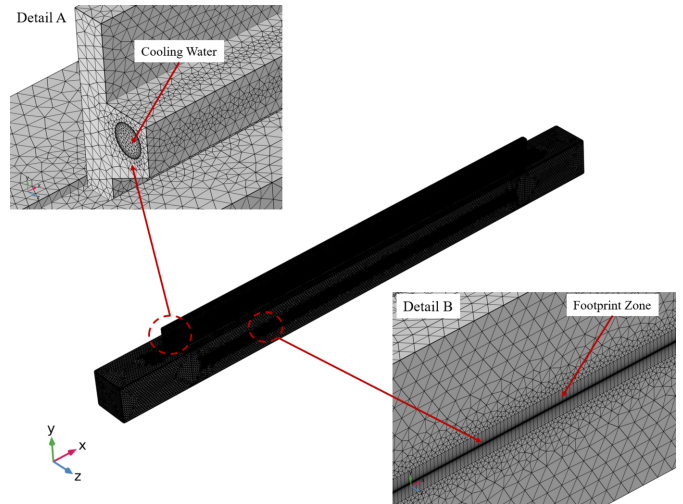 Detail A
Cooling Water
Detail B
Footprint Zone
y
x
z